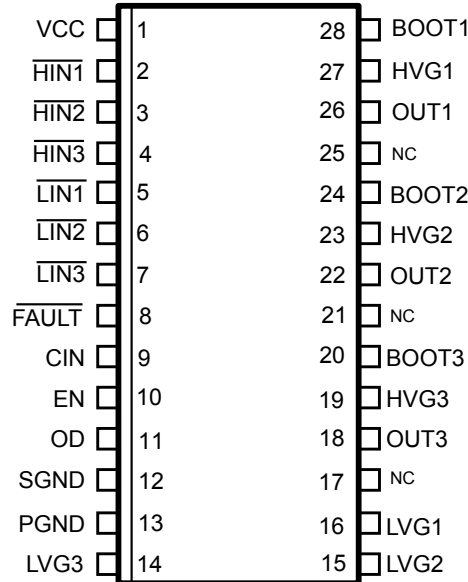 VCC 1 28 BOOT1
HIN1 2 27 HVG1
HIN2 3 26 OUT1
HIN3 4 25 NC
LIN1 5 24 BOOT2
LIN2 6 23 HVG2
LIN3 7 22 OUT2
FAULT 8 21 NC
CIN 9 20 BOOT3
EN 10 19 HVG3
OD 11 18 OUT3
SGND 12 17 NC
PGND 13 16 LVG1
LVG3 14 15 LVG2